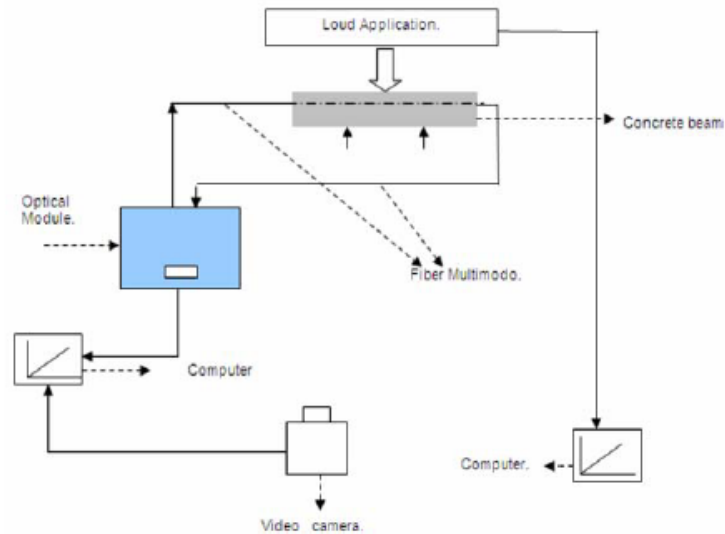 Loud Application.
Concrete beam
Optical
Module.
Fiber Multimodo.
Computer
Computer.
Video camera.